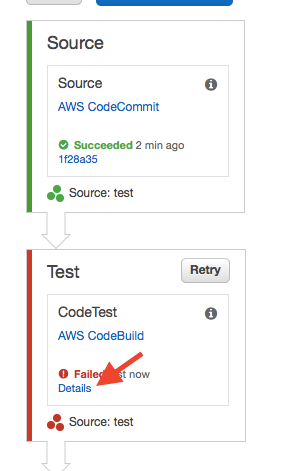 Source
Source
AWS CodeCommit
Succeeded 2 min ago
1f28a35
Source: test
Test
Retry
CodeTest
AWS CodeBuild
Failed st now
Details
Source: test